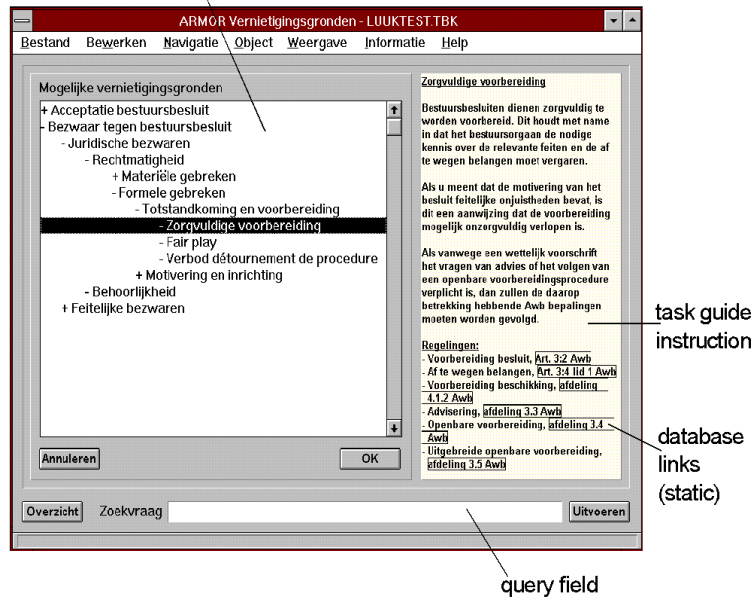 ARMOR Vernietigingsgronden - LUUKTEST.TBK
Bestand Bewerken Navigatie Object Weergave Informatie Help
Mogelijke vernietigingsgronden
+ Acceptatie bestuursbesluit
- Bezwaar tegen bestuursbesluit
- Juridische bezwaren
- Rechtmatigheid
+ Materiële gebreken
- Formele gebreken
- Totstandkoming en voorbereiding
- Zorgvuldige voorbereiding
- Fair play
- Verbod détournement de procedure
+ Motivering en inrichting
- Behoorlijkheid
+ Feitelijke bezwaren
Annuleren
OK
Zorgvuldige voorbereiding
Bestuursbesluiten dienen zorgvuldig te
worden voorbereid. Dit houdt met name
in dat het bestuursorgaan de nodige
kennis over de relevante feiten en de af
te wegen belangen moet vergaren.
Als u meent dat de motivering van het
besluit feitelijke onjuistheden bevat, is
dit een aanwijzing dat de voorbereiding
mogelijk onzorgvuldig verlopen is.
Als vanwege een wettelijk voorschrift
het vragen van advies of het volgen van
een openbare voorbereidingsprocedure
verplicht is, dan zullen de daarop
betrekking hebbende Awb bepalingen
moeten worden gevolgd.
Regelingen:
- Voorbereiding besluit, Art. 3:2 Awb
- Af te wegen belangen, Art. 3:4 lid 1 Awb
- Voorbereiding beschikking, afdeling
4.1.2 Awb
- Advisering, afdeling 3.3 Awb
- Openbare voorbereiding, afdeling 3.4
Awb
- Uitgebreide openbare voorbereiding,
afdeling 3.5 Awb
task guide
instruction
database
links
(static)
Overzicht
Zoekvraag
Uitvoeren
query field